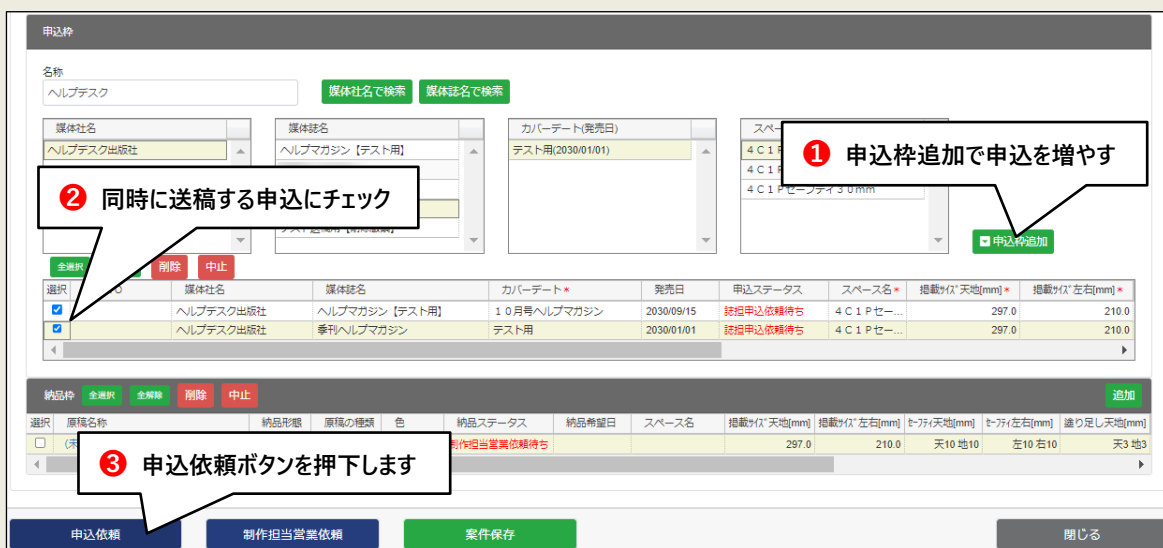 申込枠
名称
ヘルプデスク 媒体社名で検索 媒体誌名で検索
媒体社名 媒体誌名 カバーデート(発売日) スペー
ヘルプデスク出版社 ヘルプマガジン【テスト用】 テスト用(2030/01/01) 4C1P
4C1P
4C1Pセーフティ30mm
❶ 申込枠追加で申込を増やす
❷ 同時に送稿する申込にチェック
申込枠追加
全選択 削除 中止
選択 媒体社名 媒体誌名 カバーデート* 発売日 申込ステータス スペース名* 掲載ｻｲｽﾞ天地[mm]* 掲載ｻｲｽﾞ左右[mm]*
ヘルプデスク出版社 ヘルプマガジン【テスト用】 10月号ヘルプマガジン 2030/09/15 誌担申込依頼待ち 4C1Pセー... 297.0 210.0
ヘルプデスク出版社 季刊ヘルプマガジン テスト用 2030/01/01 誌担申込依頼待ち 4C1Pセー... 297.0 210.0
納品枠 全選択 全解除 削除 中止 追加
選択 原稿名称 納品形態 原稿の種類 色 納品ステータス 納品希望日 スペース名 掲載ｻｲｽﾞ天地[mm] 掲載ｻｲｽﾞ左右[mm] ｾｰﾌﾃｨ天地[mm] ｾｰﾌﾃｨ左右[mm] 塗り足し天地[mm]
(未 制作担当営業依頼待ち 297.0 210.0 天10 地10 左10 右10 天3 地3
❸ 申込依頼ボタンを押下します
申込依頼 制作担当営業依頼 案件保存 閉じる